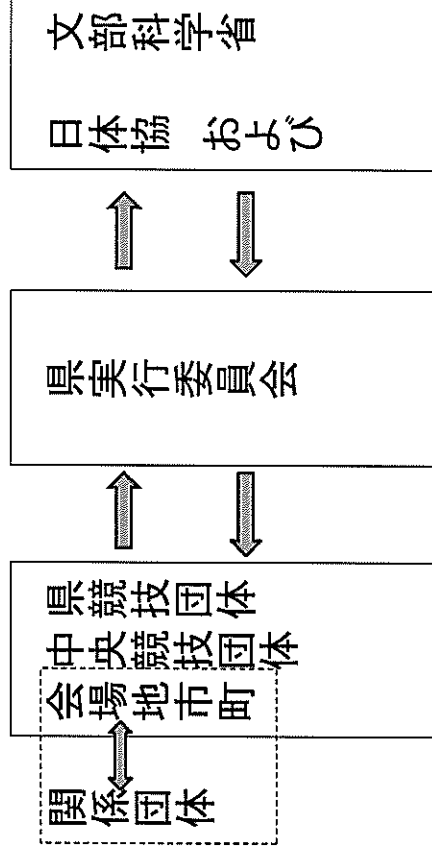 文部科学省
日体協 および
県実行委員会
県競技団体
中央競技団体
会場地市町
関係団体